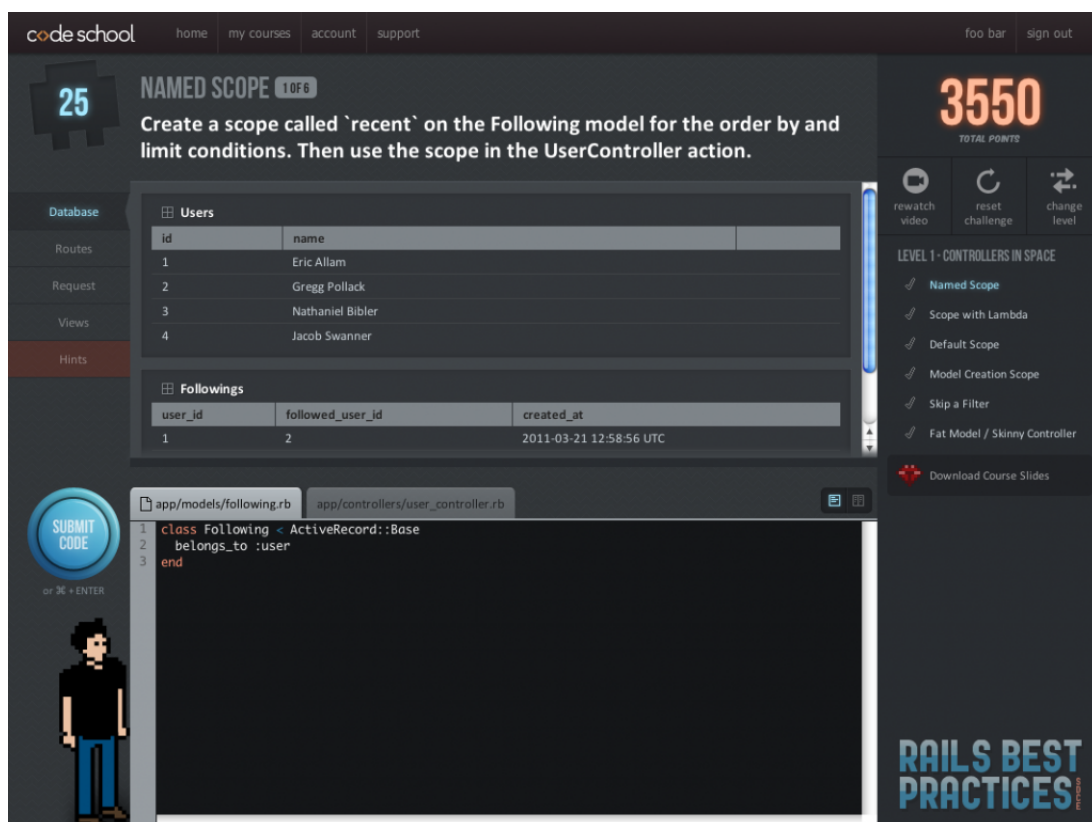 code school
home my courses account support
foo bar sign out
25
NAMED SCOPE 1 OF 6
Create a scope called `recent` on the Following model for the order by and
limit conditions. Then use the scope in the UserController action.
3550
TOTAL POINTS
rewatch video
reset challenge
change level
Database
Routes
Request
Views
Hints
Users
id name
1 Eric Allam
2 Gregg Pollack
3 Nathaniel Bibler
4 Jacob Swanner
Followings
user_id followed_user_id created_at
1 2 2011-03-21 12:58:56 UTC
LEVEL 1 - CONTROLLERS IN SPACE
Named Scope
Scope with Lambda
Default Scope
Model Creation Scope
Skip a Filter
Fat Model / Skinny Controller
Download Course Slides
SUBMIT
CODE
or ⌘ + ENTER
app/models/following.rb app/controllers/user_controller.rb
1 class Following < ActiveRecord::Base
2 belongs_to :user
3 end
RAILS BEST
PRACTICES